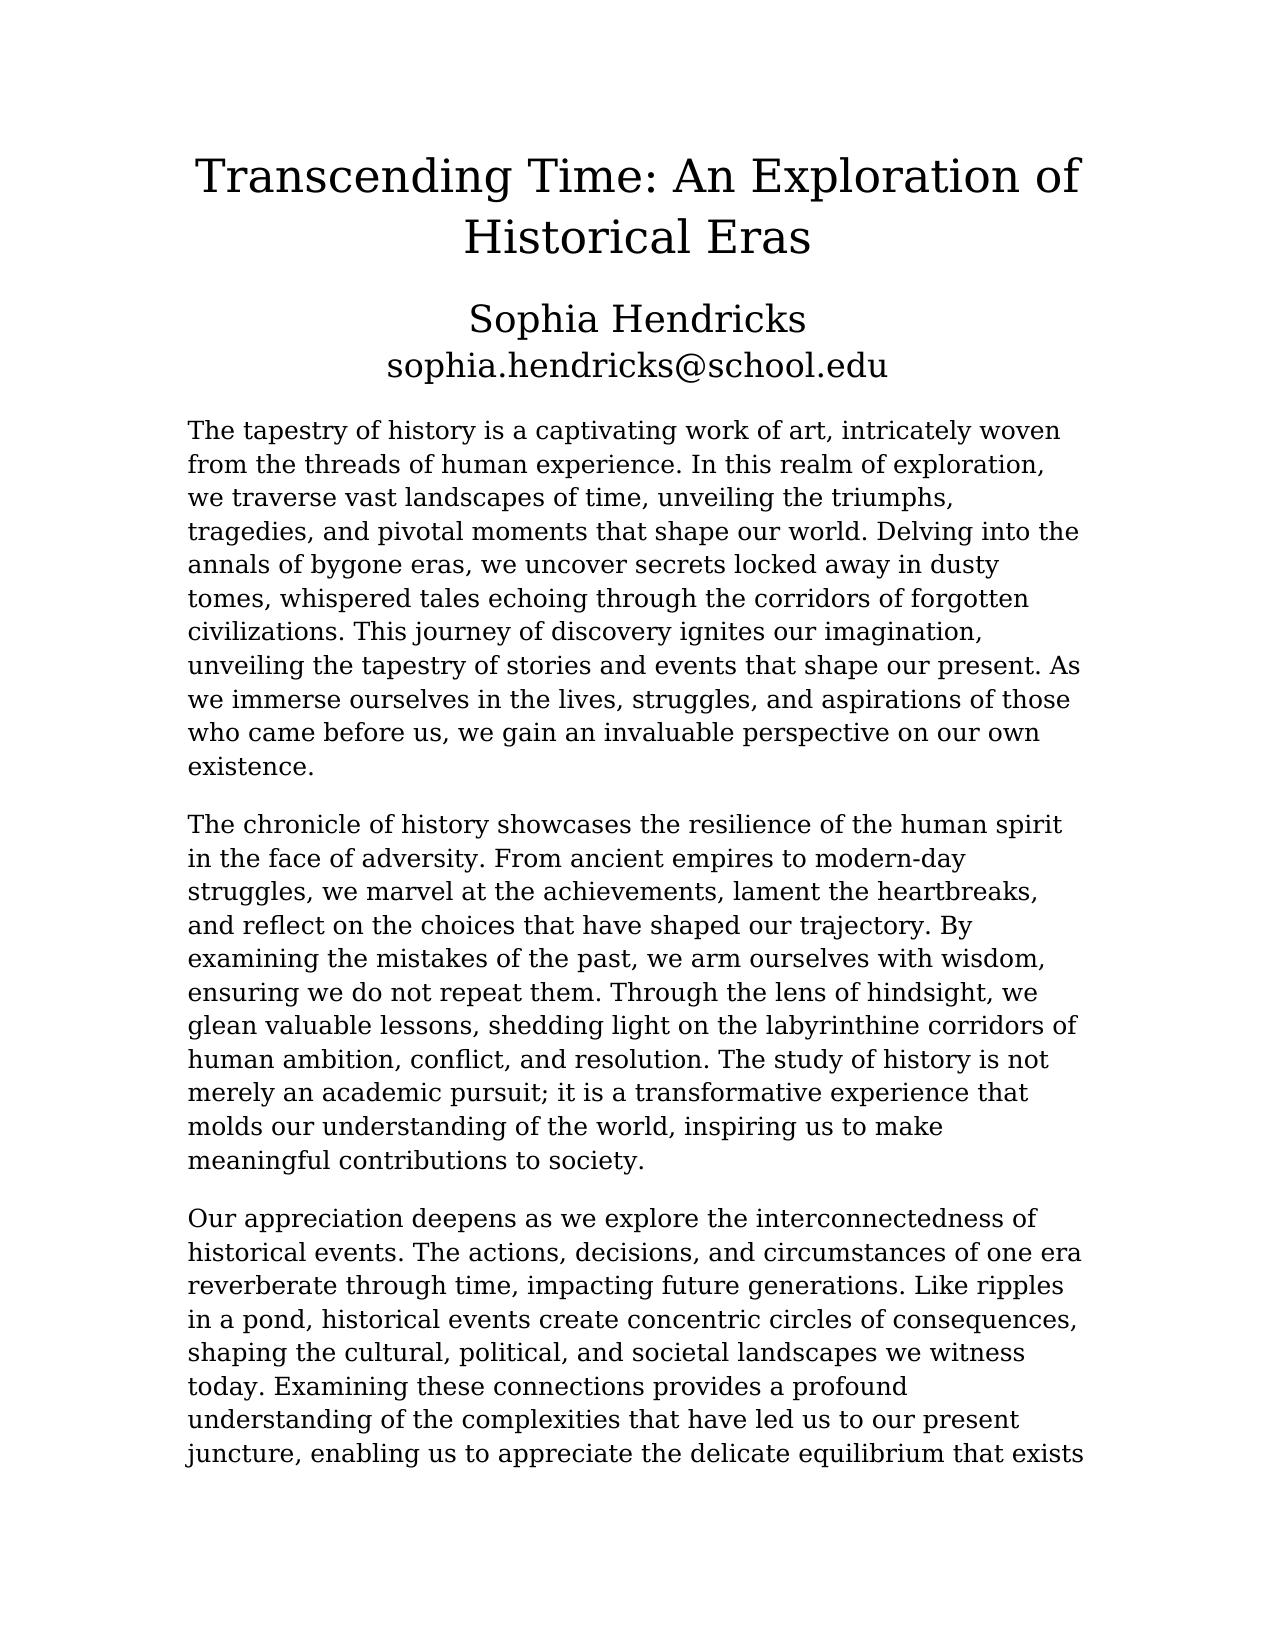 Transcending Time: An Exploration of
Historical Eras
Sophia Hendricks
sophia.hendricks@school.edu
The tapestry of history is a captivating work of art, intricately woven
from the threads of human experience. In this realm of exploration,
we traverse vast landscapes of time, unveiling the triumphs,
tragedies, and pivotal moments that shape our world. Delving into the
annals of bygone eras, we uncover secrets locked away in dusty
tomes, whispered tales echoing through the corridors of forgotten
civilizations. This journey of discovery ignites our imagination,
unveiling the tapestry of stories and events that shape our present. As
we immerse ourselves in the lives, struggles, and aspirations of those
who came before us, we gain an invaluable perspective on our own
existence.
The chronicle of history showcases the resilience of the human spirit
in the face of adversity. From ancient empires to modern-day
struggles, we marvel at the achievements, lament the heartbreaks,
and reflect on the choices that have shaped our trajectory. By
examining the mistakes of the past, we arm ourselves with wisdom,
ensuring we do not repeat them. Through the lens of hindsight, we
glean valuable lessons, shedding light on the labyrinthine corridors of
human ambition, conflict, and resolution. The study of history is not
merely an academic pursuit; it is a transformative experience that
molds our understanding of the world, inspiring us to make
meaningful contributions to society.
Our appreciation deepens as we explore the interconnectedness of
historical events. The actions, decisions, and circumstances of one era
reverberate through time, impacting future generations. Like ripples
in a pond, historical events create concentric circles of consequences,
shaping the cultural, political, and societal landscapes we witness
today. Examining these connections provides a profound
understanding of the complexities that have led us to our present
juncture, enabling us to appreciate the delicate equilibrium that exists